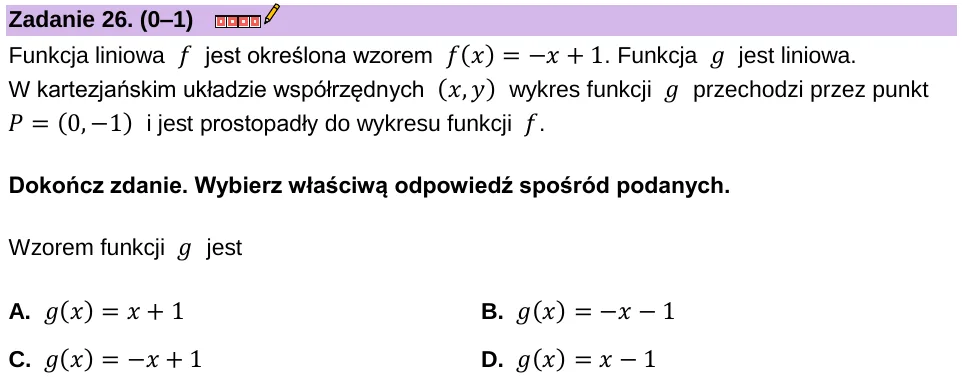 Zadanie 26. (0–1)
Funkcja liniowa f jest określona wzorem f(x) = −x + 1. Funkcja g jest liniowa.
W kartezjańskim układzie współrzędnych (x, y) wykres funkcji g przechodzi przez punkt
P = (0, −1) i jest prostopadły do wykresu funkcji f.
Dokończ zdanie. Wybierz właściwą odpowiedź spośród podanych.
Wzorem funkcji g jest
A. g(x) = x + 1 B. g(x) = −x − 1
C. g(x) = −x + 1 D. g(x) = x − 1